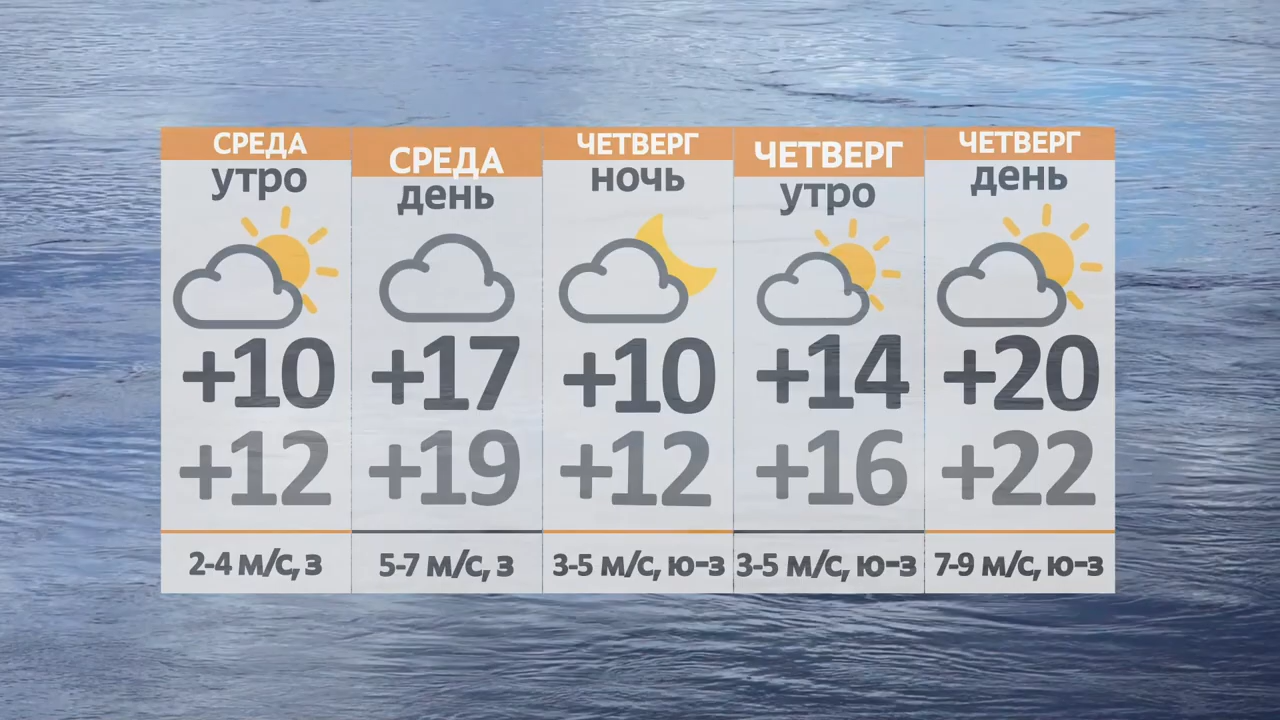 СРЕДА
утро
+10
+12
2-4 м/с, з
СРЕДА
день
+17
+19
5-7 м/с, з
ЧЕТВЕРГ
ночь
+10
+12
3-5 м/с, ю-з
ЧЕТВЕРГ
утро
+14
+16
3-5 м/с, ю-з
ЧЕТВЕРГ
день
+20
+22
7-9 м/с, ю-з